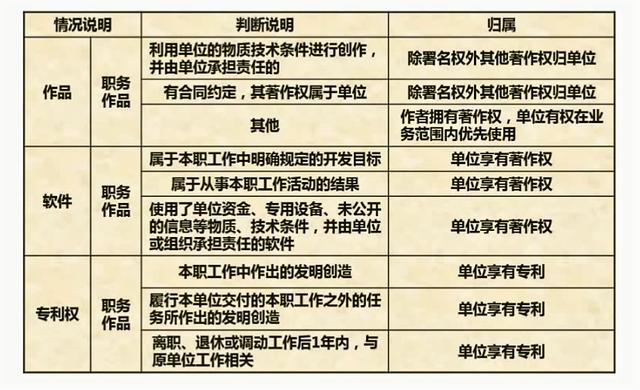 情况说明 判断说明 归属
作品 职务作品 利用单位的物质技术条件进行创作，
并由单位承担责任的 除署名权外其他著作权归单位
有合同约定，其著作权属于单位 除署名权外其他著作权归单位
其他 作者拥有著作权，单位有权在业
务范围内优先使用
软件 职务作品 属于本职工作中明确规定的开发目标 单位享有著作权
属于从事本职工作活动的结果 单位享有著作权
使用了单位资金、专用设备、未公开
的信息等物质、技术条件，并由单位
或组织承担责任的软件 单位享有著作权
专利权 职务作品 本职工作中作出的发明创造 单位享有专利
履行本单位交付的本职工作之外的任
务所作出的发明创造 单位享有专利
离职、退休或调动工作后1年内，与
原单位工作相关 单位享有专利